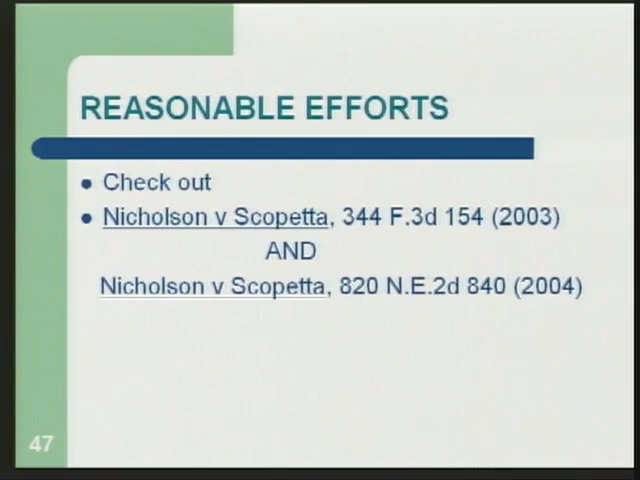 REASONABLE EFFORTS
● Check out
● Nicholson v Scopetta, 344 F.3d 154 (2003)
AND
Nicholson v Scopetta, 820 N.E.2d 840 (2004)
47